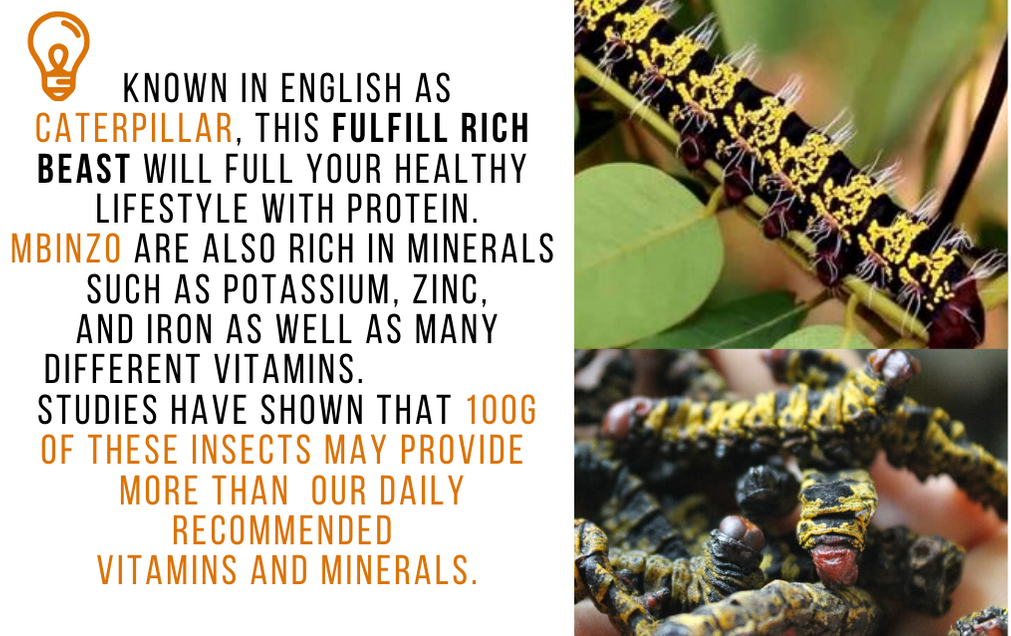 KNOWN IN ENGLISH AS
CATERPILLAR, THIS FULFILL RICH
BEAST WILL FULL YOUR HEALTHY
LIFESTYLE WITH PROTEIN.
MBINZO ARE ALSO RICH IN MINERALS
SUCH AS POTASSIUM, ZINC,
AND IRON AS WELL AS MANY
DIFFERENT VITAMINS.
STUDIES HAVE SHOWN THAT 100G
OF THESE INSECTS MAY PROVIDE
MORE THAN OUR DAILY
RECOMMENDED
VITAMINS AND MINERALS.